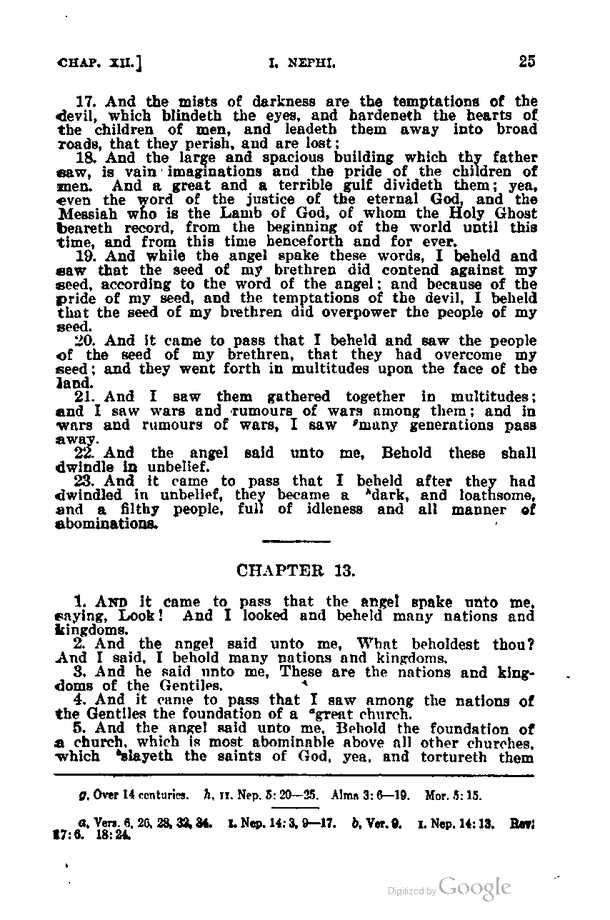 CHAP. XII.] I. NEPHI. 25
17. And the mists of darkness are the temptations of the
devil, which blindeth the eyes, and hardeneth the hearts of
the children of men, and leadeth them away into broad
roads, that they perish, and are lost;
18. And the large and spacious building which thy father
saw, is vain imaginations and the pride of the children of
men. And a great and a terrible gulf divideth them; yea,
even the word of the justice of the eternal God, and the
Messiah who is the Lamb of God, of whom the Holy Ghost
beareth record, from the beginning of the world until this
time, and from this time henceforth and for ever.
19. And while the angel spake these words, I beheld and
saw that the seed of my brethren did contend against my
seed, according to the word of the angel; and because of the
pride of my seed, and the temptations of the devil, I beheld
that the seed of my brethren did overpower the people of my
seed.
20. And it came to pass that I beheld and saw the people
of the seed of my brethren, that they had overcome my
seed; and they went forth in multitudes upon the face of the
land.
21. And I saw them gathered together in multitudes;
and I saw wars and rumours of wars among them; and in
wars and rumours of wars, I saw ᵍmany generations pass
away.
22. And the angel said unto me, Behold these shall
dwindle in unbelief.
23. And it came to pass that I beheld after they had
dwindled in unbelief, they became a ʰdark, and loathsome,
and a filthy people, full of idleness and all manner of
abominations.
CHAPTER 13.
1. AND it came to pass that the angel spake unto me,
saying, Look! And I looked and beheld many nations and
kingdoms.
2. And the angel said unto me, What beholdest thou?
And I said, I behold many nations and kingdoms.
3. And he said unto me, These are the nations and king-
doms of the Gentiles.
4. And it came to pass that I saw among the nations of
the Gentiles the foundation of a ᵃgreat church.
5. And the angel said unto me, Behold the foundation of
a church, which is most abominable above all other churches,
which ᵇslayeth the saints of God, yea, and tortureth them
g, Over 14 centuries. h, II. Nep. 5: 20—25. Alma 3: 6—19. Mor. 5: 15.
a, Vers. 6, 26, 28, 32, 34. I. Nep. 14: 3, 9—17. b, Ver. 9. I. Nep. 14: 13. Rev.
17: 6. 18: 24.
Digitized by Google